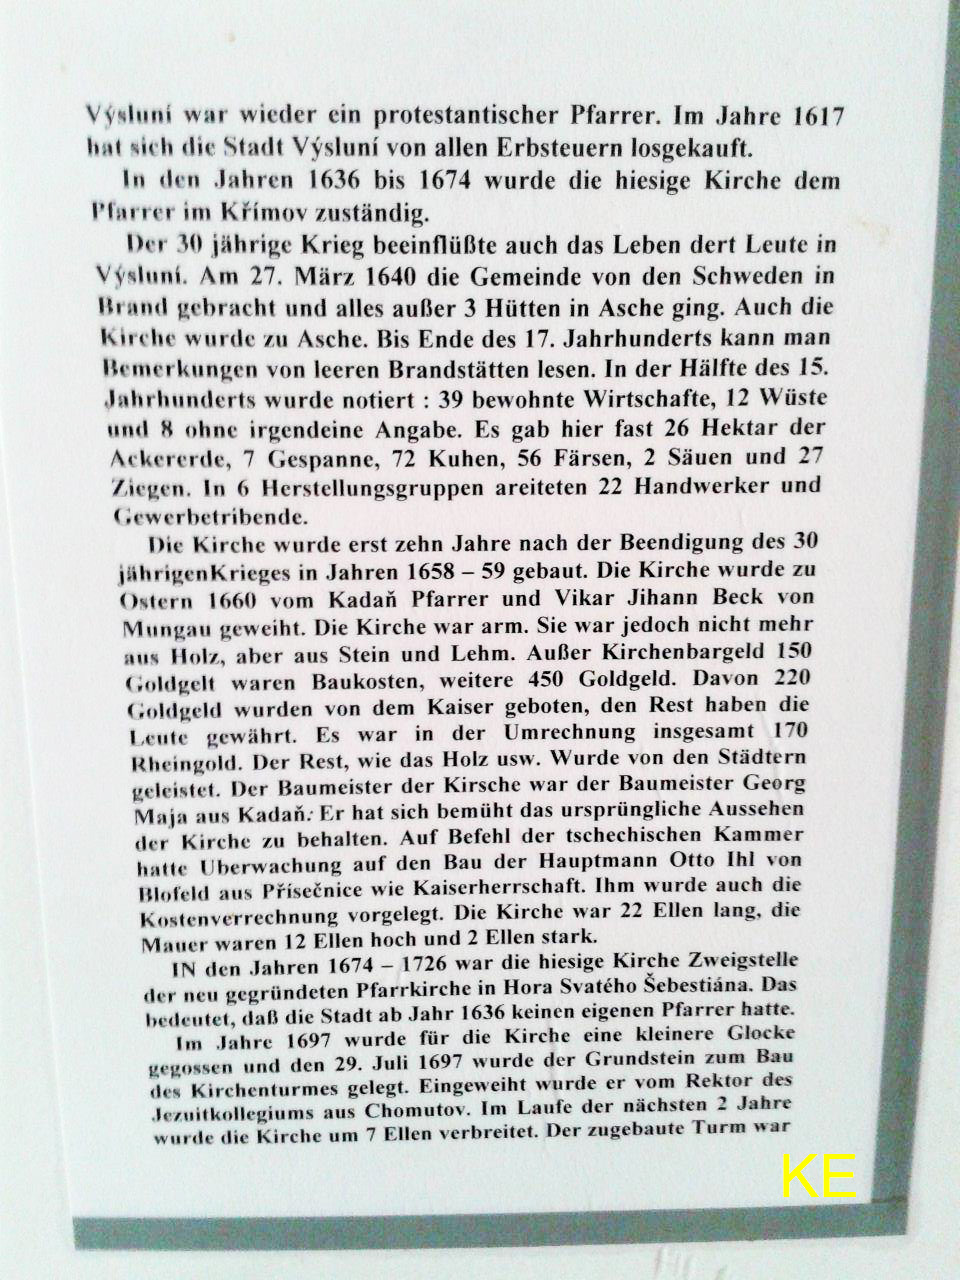 Výsluní war wieder ein protestantischer Pfarrer. Im Jahre 1617
hat sich die Stadt Výsluní von allen Erbsteuern losgekauft.
In den Jahren 1636 bis 1674 wurde die hiesige Kirche dem
Pfarrer im Křímov zuständig.
Der 30 jährige Krieg beeinflüßte auch das Leben dert Leute in
Výsluní. Am 27. März 1640 die Gemeinde von den Schweden in
Brand gebracht und alles außer 3 Hütten in Asche ging. Auch die
Kirche wurde zu Asche. Bis Ende des 17. Jahrhunderts kann man
Bemerkungen von leeren Brandstätten lesen. In der Hälfte des 15.
Jahrhunderts wurde notiert : 39 bewohnte Wirtschafte, 12 Wüste
und 8 ohne irgendeine Angabe. Es gab hier fast 26 Hektar der
Ackererde, 7 Gespanne, 72 Kuhen, 56 Färsen, 2 Säuen und 27
Ziegen. In 6 Herstellungsgruppen areiteten 22 Handwerker und
Gewerbetribende.
Die Kirche wurde erst zehn Jahre nach der Beendigung des 30
jährigenKrieges in Jahren 1658 – 59 gebaut. Die Kirche wurde zu
Ostern 1660 vom Kadaň Pfarrer und Vikar Jihann Beck von
Mungau geweiht. Die Kirche war arm. Sie war jedoch nicht mehr
aus Holz, aber aus Stein und Lehm. Außer Kirchenbargeld 150
Goldgelt waren Baukosten, weitere 450 Goldgeld. Davon 220
Goldgeld wurden von dem Kaiser geboten, den Rest haben die
Leute gewährt. Es war in der Umrechnung insgesamt 170
Rheingold. Der Rest, wie das Holz usw. Wurde von den Städtern
geleistet. Der Baumeister der Kirsche war der Baumeister Georg
Maja aus Kadaň. Er hat sich bemüht das ursprüngliche Aussehen
der Kirche zu behalten. Auf Befehl der tschechischen Kammer
hatte Uberwachung auf den Bau der Hauptmann Otto Ihl von
Blofeld aus Přísečnice wie Kaiserherrschaft. Ihm wurde auch die
Kostenverrechnung vorgelegt. Die Kirche war 22 Ellen lang, die
Mauer waren 12 Ellen hoch und 2 Ellen stark.
IN den Jahren 1674 – 1726 war die hiesige Kirche Zweigstelle
der neu gegründeten Pfarrkirche in Hora Svatého Šebestiána. Das
bedeutet, daß die Stadt ab Jahr 1636 keinen eigenen Pfarrer hatte.
Im Jahre 1697 wurde für die Kirche eine kleinere Glocke
gegossen und den 29. Juli 1697 wurde der Grundstein zum Bau
des Kirchenturmes gelegt. Eingeweiht wurde er vom Rektor des
Jezuitkollegiums aus Chomutov. Im Laufe der nächsten 2 Jahre
wurde die Kirche um 7 Ellen verbreitet. Der zugebaute Turm war
KE